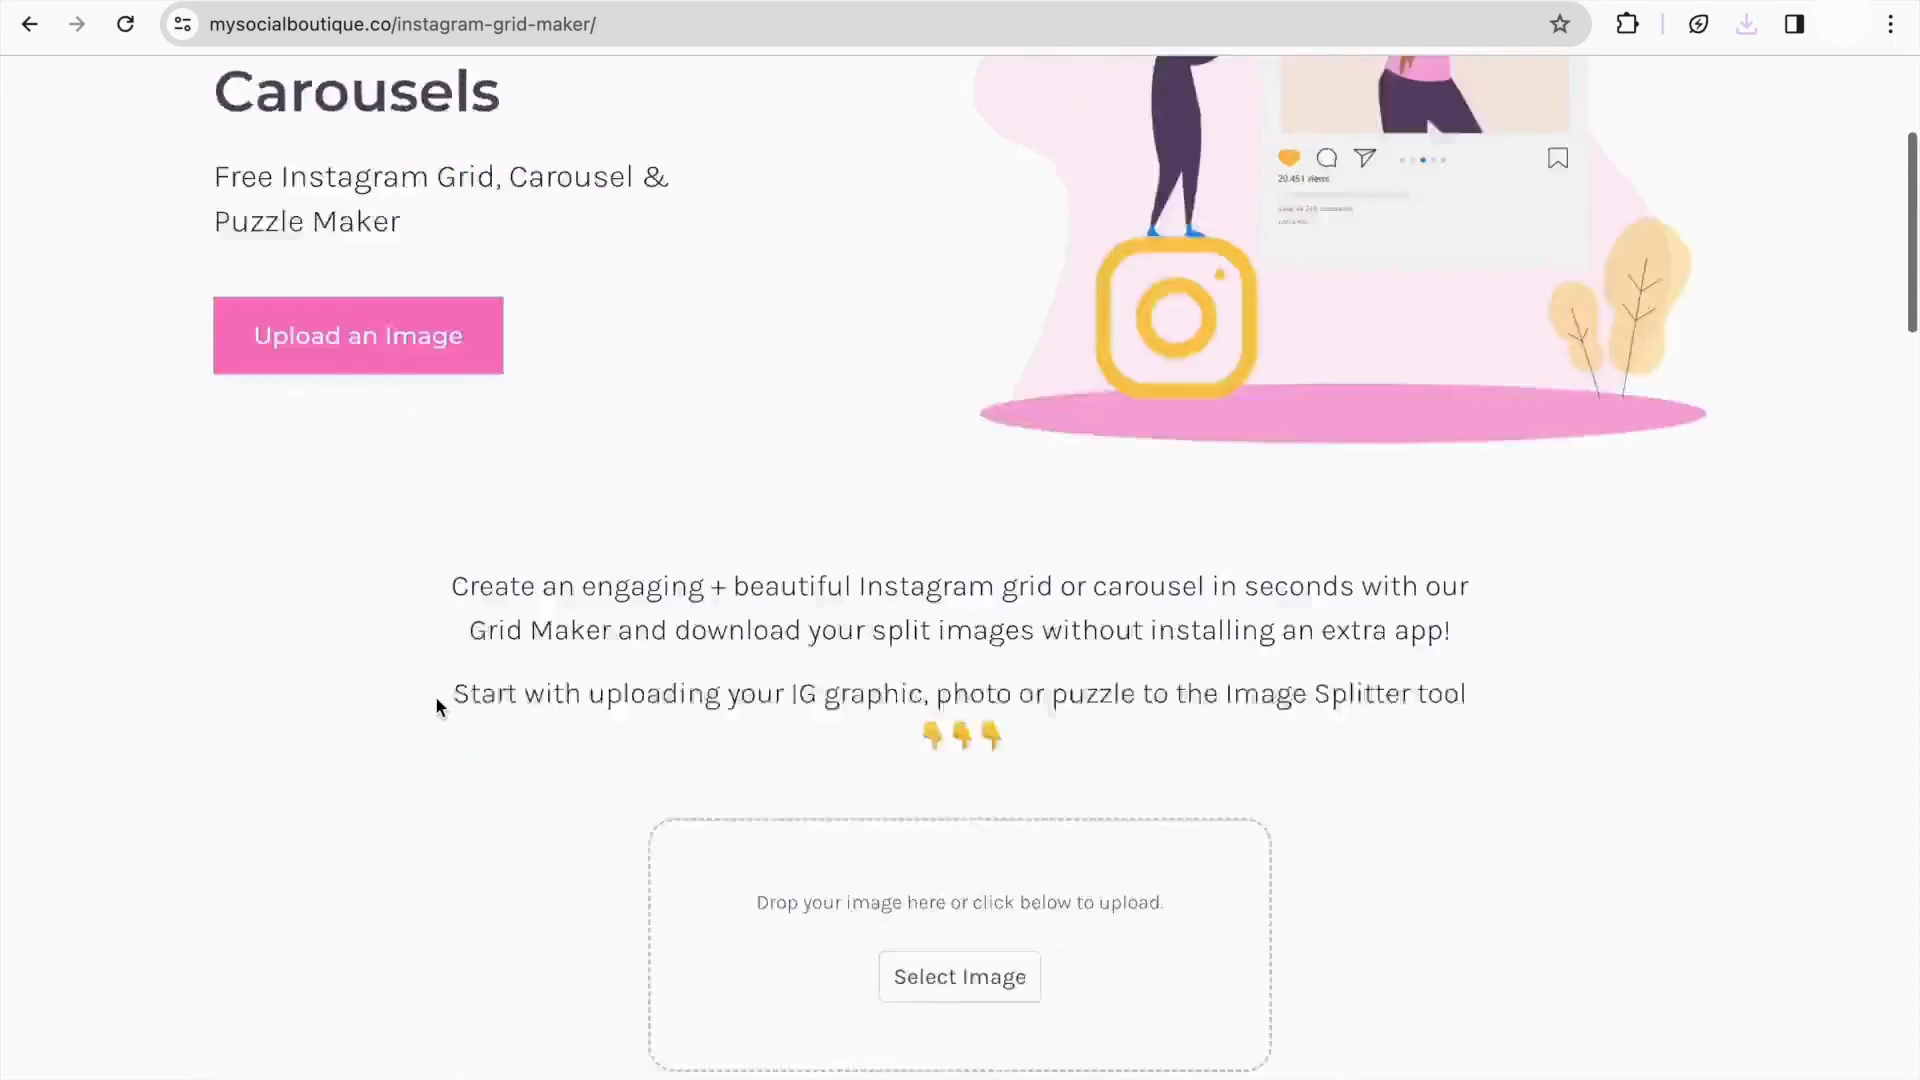 mysocialboutique.co/instagram-grid-maker/
Carousels
Free Instagram Grid, Carousel &
Puzzle Maker
Upload an Image
20.451 views
Create an engaging + beautiful Instagram grid or carousel in seconds with our
Grid Maker and download your split images without installing an extra app!
Start with uploading your IG graphic, photo or puzzle to the Image Splitter tool
👇👇👇
Drop your image here or click below to upload.
Select Image